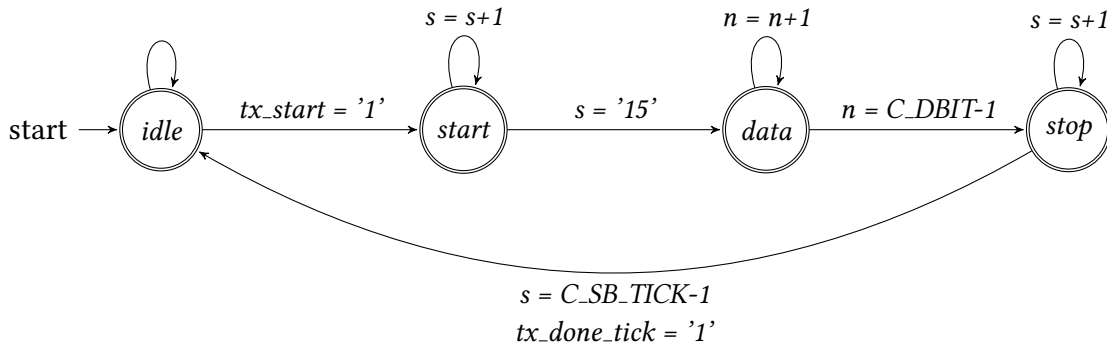 s = s+1
n = n+1
s = s+1
start
idle
tx_start = '1'
start
s = '15'
data
n = C_DBIT-1
stop
s = C_SB_TICK-1
tx_done_tick = '1'